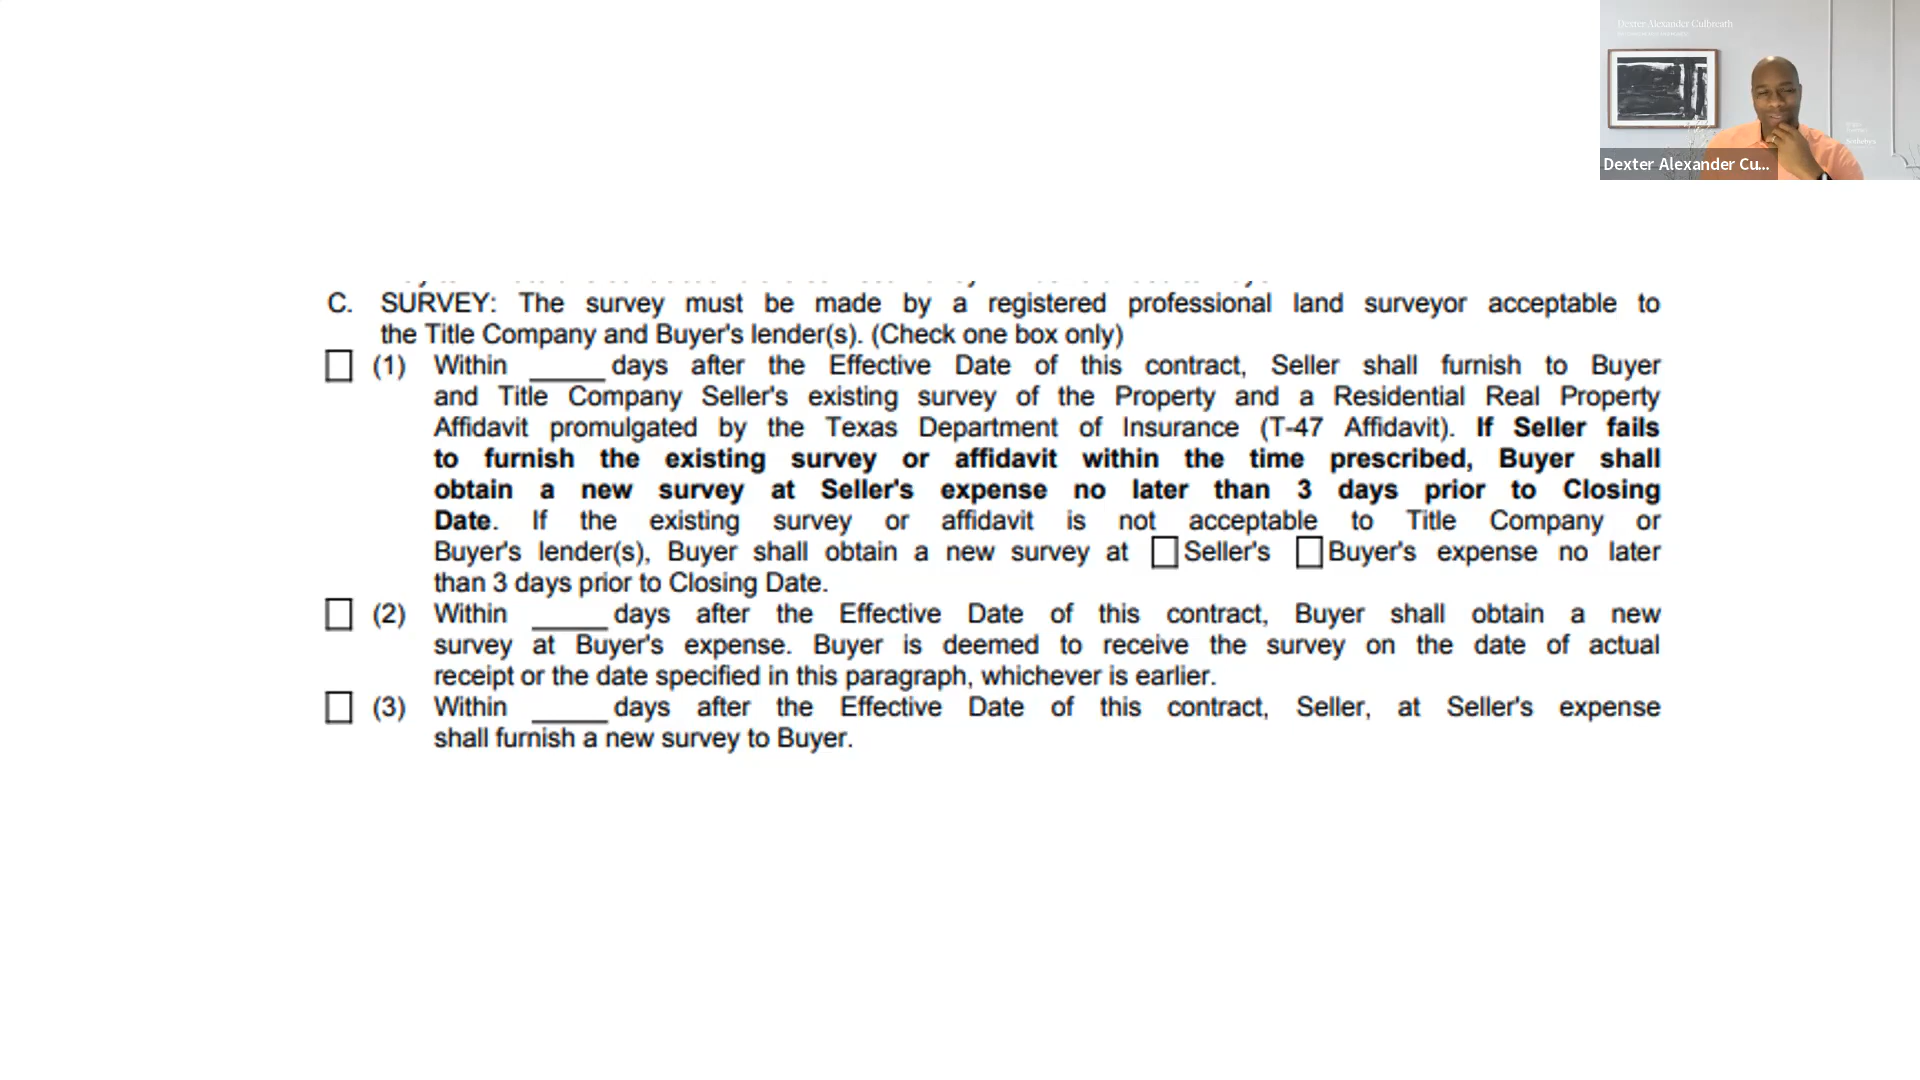 Dexter Alexander Culbreath
Dexter Alexander Cu...
C. SURVEY: The survey must be made by a registered professional land surveyor acceptable to
the Title Company and Buyer's lender(s). (Check one box only)
(1) Within ______ days after the Effective Date of this contract, Seller shall furnish to Buyer
and Title Company Seller's existing survey of the Property and a Residential Real Property
Affidavit promulgated by the Texas Department of Insurance (T-47 Affidavit). If Seller fails
to furnish the existing survey or affidavit within the time prescribed, Buyer shall
obtain a new survey at Seller's expense no later than 3 days prior to Closing
Date. If the existing survey or affidavit is not acceptable to Title Company or
Buyer's lender(s), Buyer shall obtain a new survey at Seller's Buyer's expense no later
than 3 days prior to Closing Date.
(2) Within ______ days after the Effective Date of this contract, Buyer shall obtain a new
survey at Buyer's expense. Buyer is deemed to receive the survey on the date of actual
receipt or the date specified in this paragraph, whichever is earlier.
(3) Within ______ days after the Effective Date of this contract, Seller, at Seller's expense
shall furnish a new survey to Buyer.